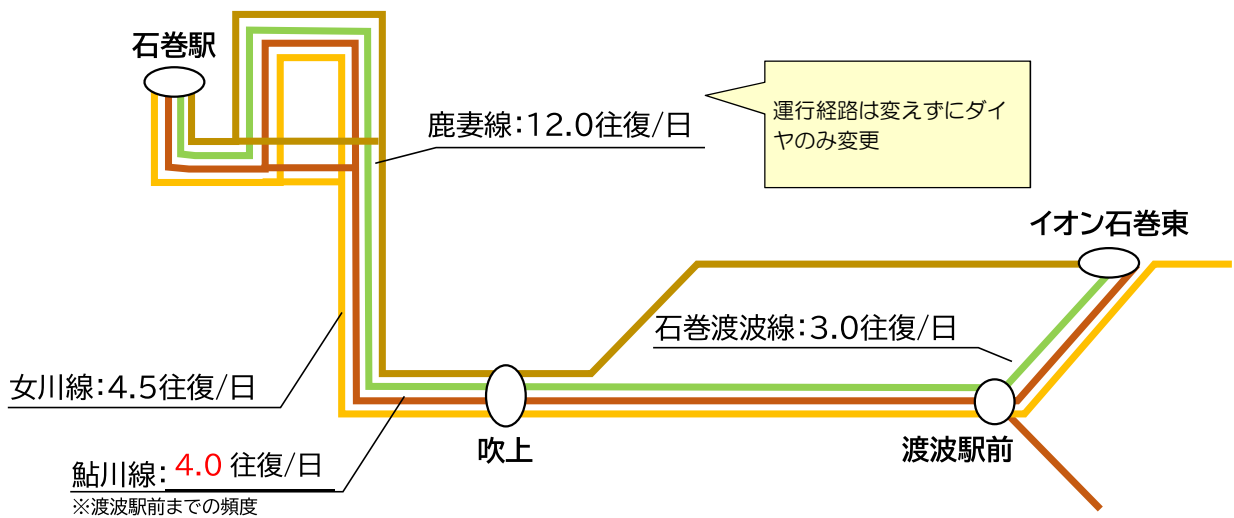 石巻駅
運行経路は変えずにダイ
ヤのみ変更
鹿妻線：12.0往復/日
イオン石巻東
石巻渡波線：3.0往復/日
女川線：4.5往復/日
吹上
渡波駅前
鮎川線：4.0 往復/日
※渡波駅前までの頻度